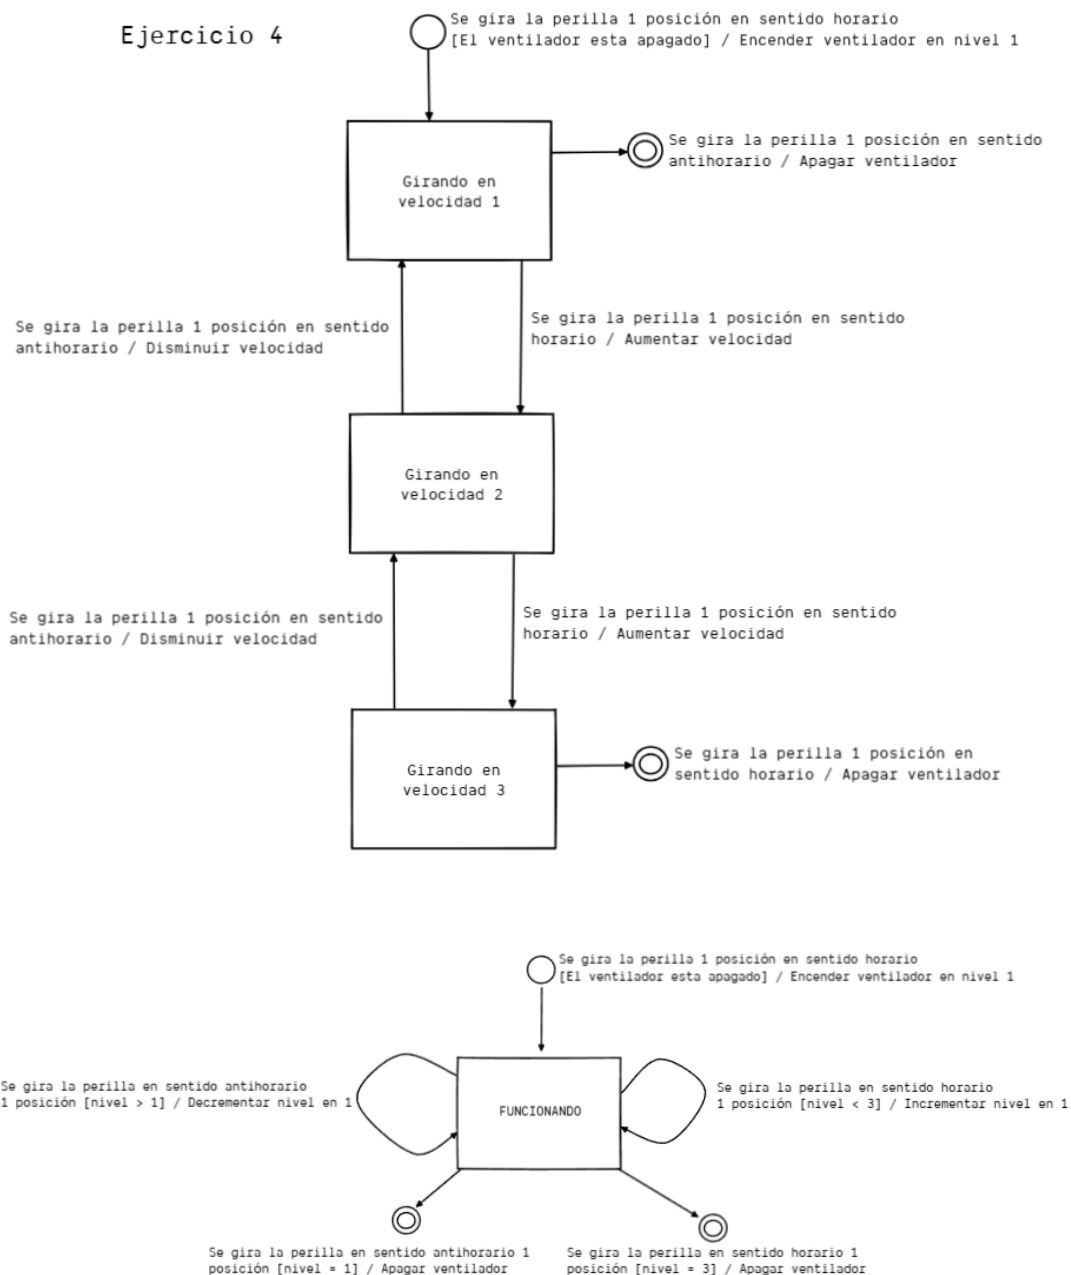 Ejercicio 4
Se gira la perilla 1 posición en sentido horario
[El ventilador esta apagado] / Encender ventilador en nivel 1
Girando en
velocidad 1
Se gira la perilla 1 posición en sentido
antihorario / Apagar ventilador
Se gira la perilla 1 posición en sentido
antihorario / Disminuir velocidad
Se gira la perilla 1 posición en sentido
horario / Aumentar velocidad
Girando en
velocidad 2
Se gira la perilla 1 posición en sentido
antihorario / Disminuir velocidad
Se gira la perilla 1 posición en sentido
horario / Aumentar velocidad
Girando en
velocidad 3
Se gira la perilla 1 posición en
sentido horario / Apagar ventilador
Se gira la perilla 1 posición en sentido horario
[El ventilador esta apagado] / Encender ventilador en nivel 1
Se gira la perilla en sentido antihorario
1 posición [nivel > 1] / Decrementar nivel en 1
FUNCIONANDO
Se gira la perilla en sentido horario
1 posición [nivel < 3] / Incrementar nivel en 1
Se gira la perilla en sentido antihorario 1
posición [nivel = 1] / Apagar ventilador
Se gira la perilla en sentido horario 1
posición [nivel = 3] / Apagar ventilador